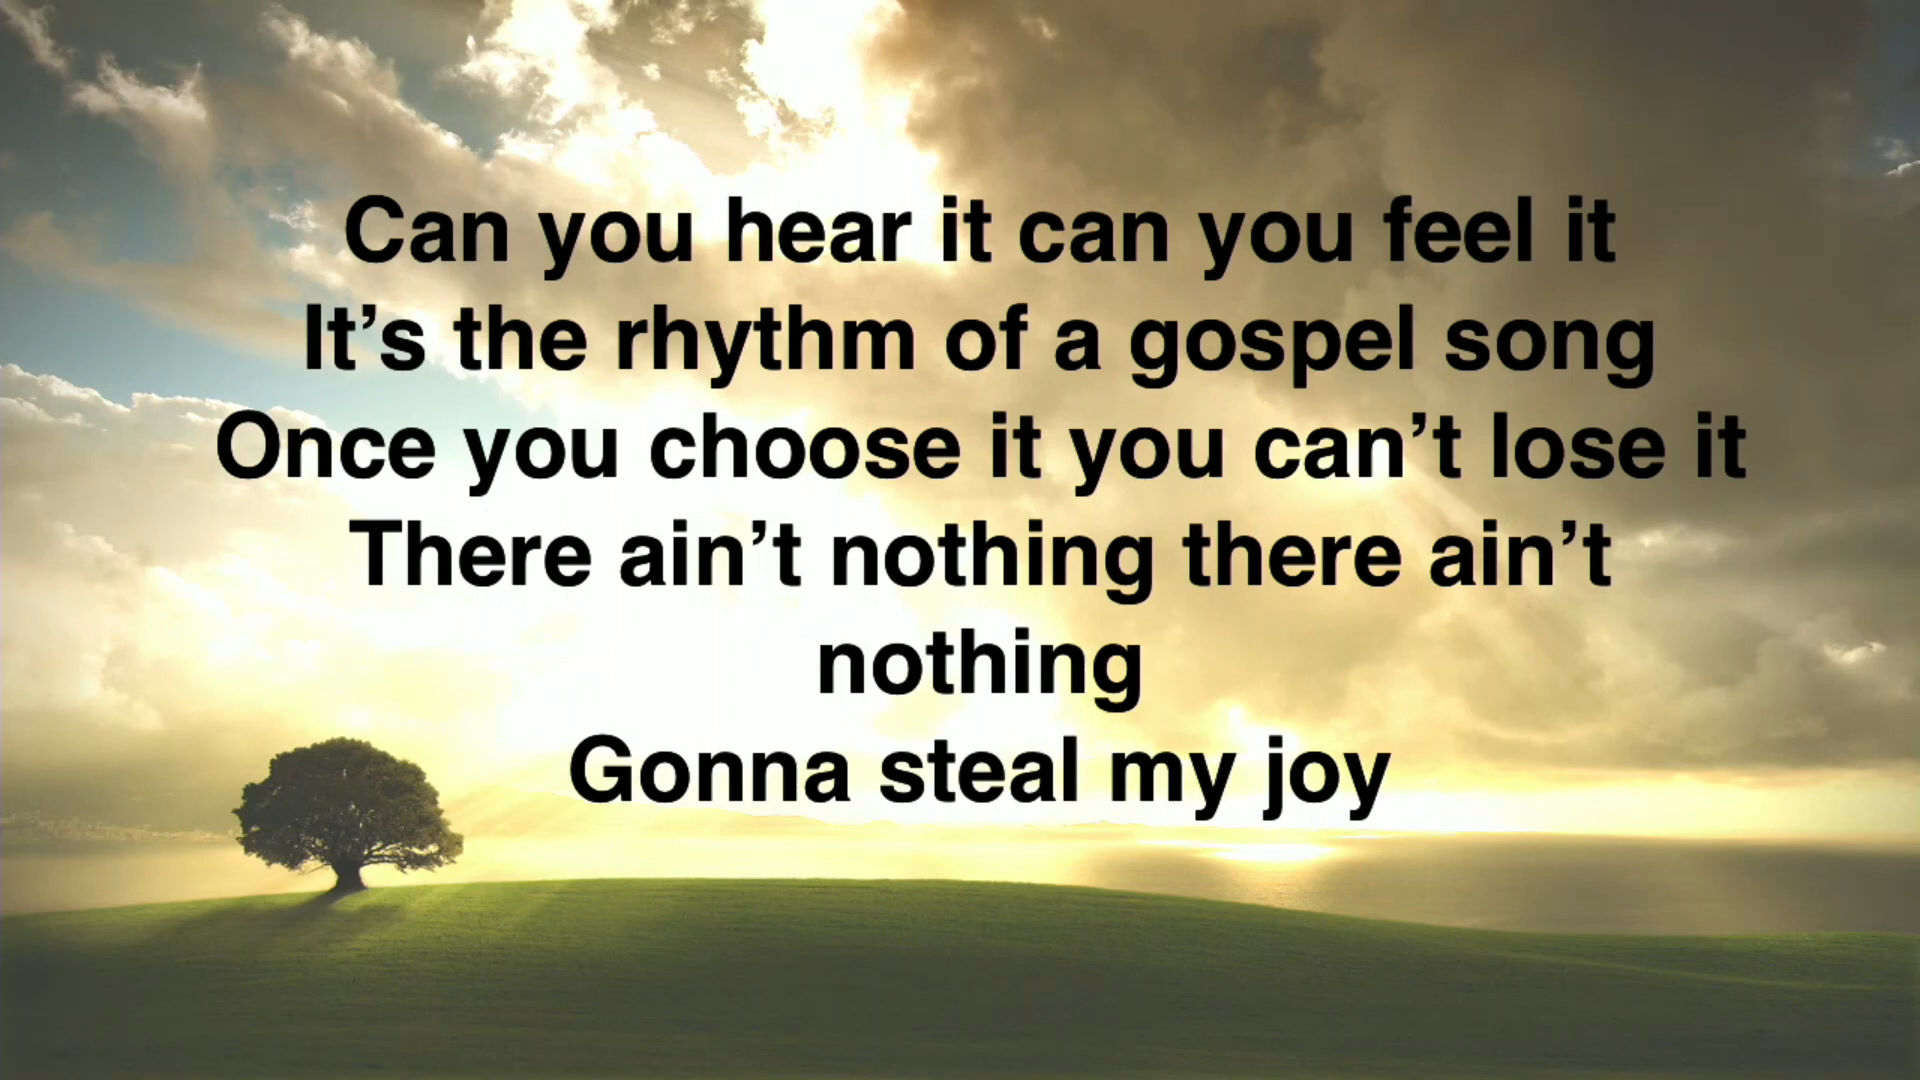 Can you hear it can you feel it
It’s the rhythm of a gospel song
Once you choose it you can’t lose it
There ain’t nothing there ain’t
nothing
Gonna steal my joy